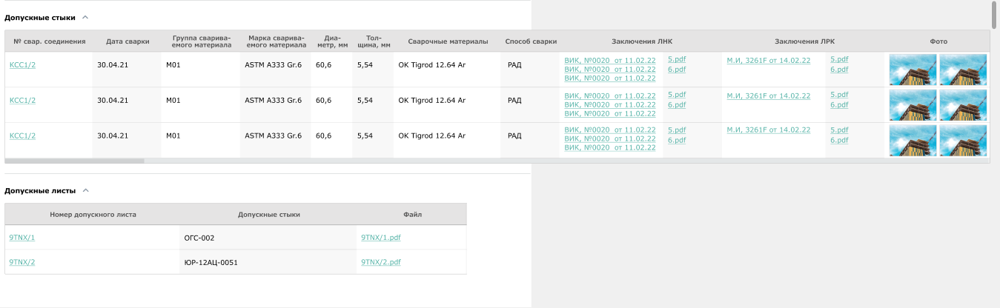 Допускные стыки
№ свар. соединения Дата сварки Группа сварива- Марка сварива- Диа- Тол- Сварочные материалы Способ сварки Заключения ЛНК Заключения ЛРК Фото
емого материала емого материала метр, мм щина, мм
КСС1/2 30.04.21 М01 ASTM A333 Gr.6 60,6 5,54 OK Tigrod 12.64 Ar РАД ВИК, №0020 от 11.02.22 5.pdf М.И, 3261F от 14.02.22 5.pdf
ВИК, №0020 от 11.02.22 6.pdf 6.pdf
ВИК, №0020 от 11.02.22
КСС1/2 30.04.21 М01 ASTM A333 Gr.6 60,6 5,54 OK Tigrod 12.64 Ar РАД ВИК, №0020 от 11.02.22 5.pdf М.И, 3261F от 14.02.22 5.pdf
ВИК, №0020 от 11.02.22 6.pdf 6.pdf
ВИК, №0020 от 11.02.22
КСС1/2 30.04.21 М01 ASTM A333 Gr.6 60,6 5,54 OK Tigrod 12.64 Ar РАД ВИК, №0020 от 11.02.22 5.pdf М.И, 3261F от 14.02.22 5.pdf
ВИК, №0020 от 11.02.22 6.pdf 6.pdf
ВИК, №0020 от 11.02.22
Допускные листы
Номер допускного листа Допускные стыки Файл
9TNX/1 ОГС-002 9TNX/1.pdf
9TNX/2 ЮР-12АЦ-0051 9TNX/2.pdf